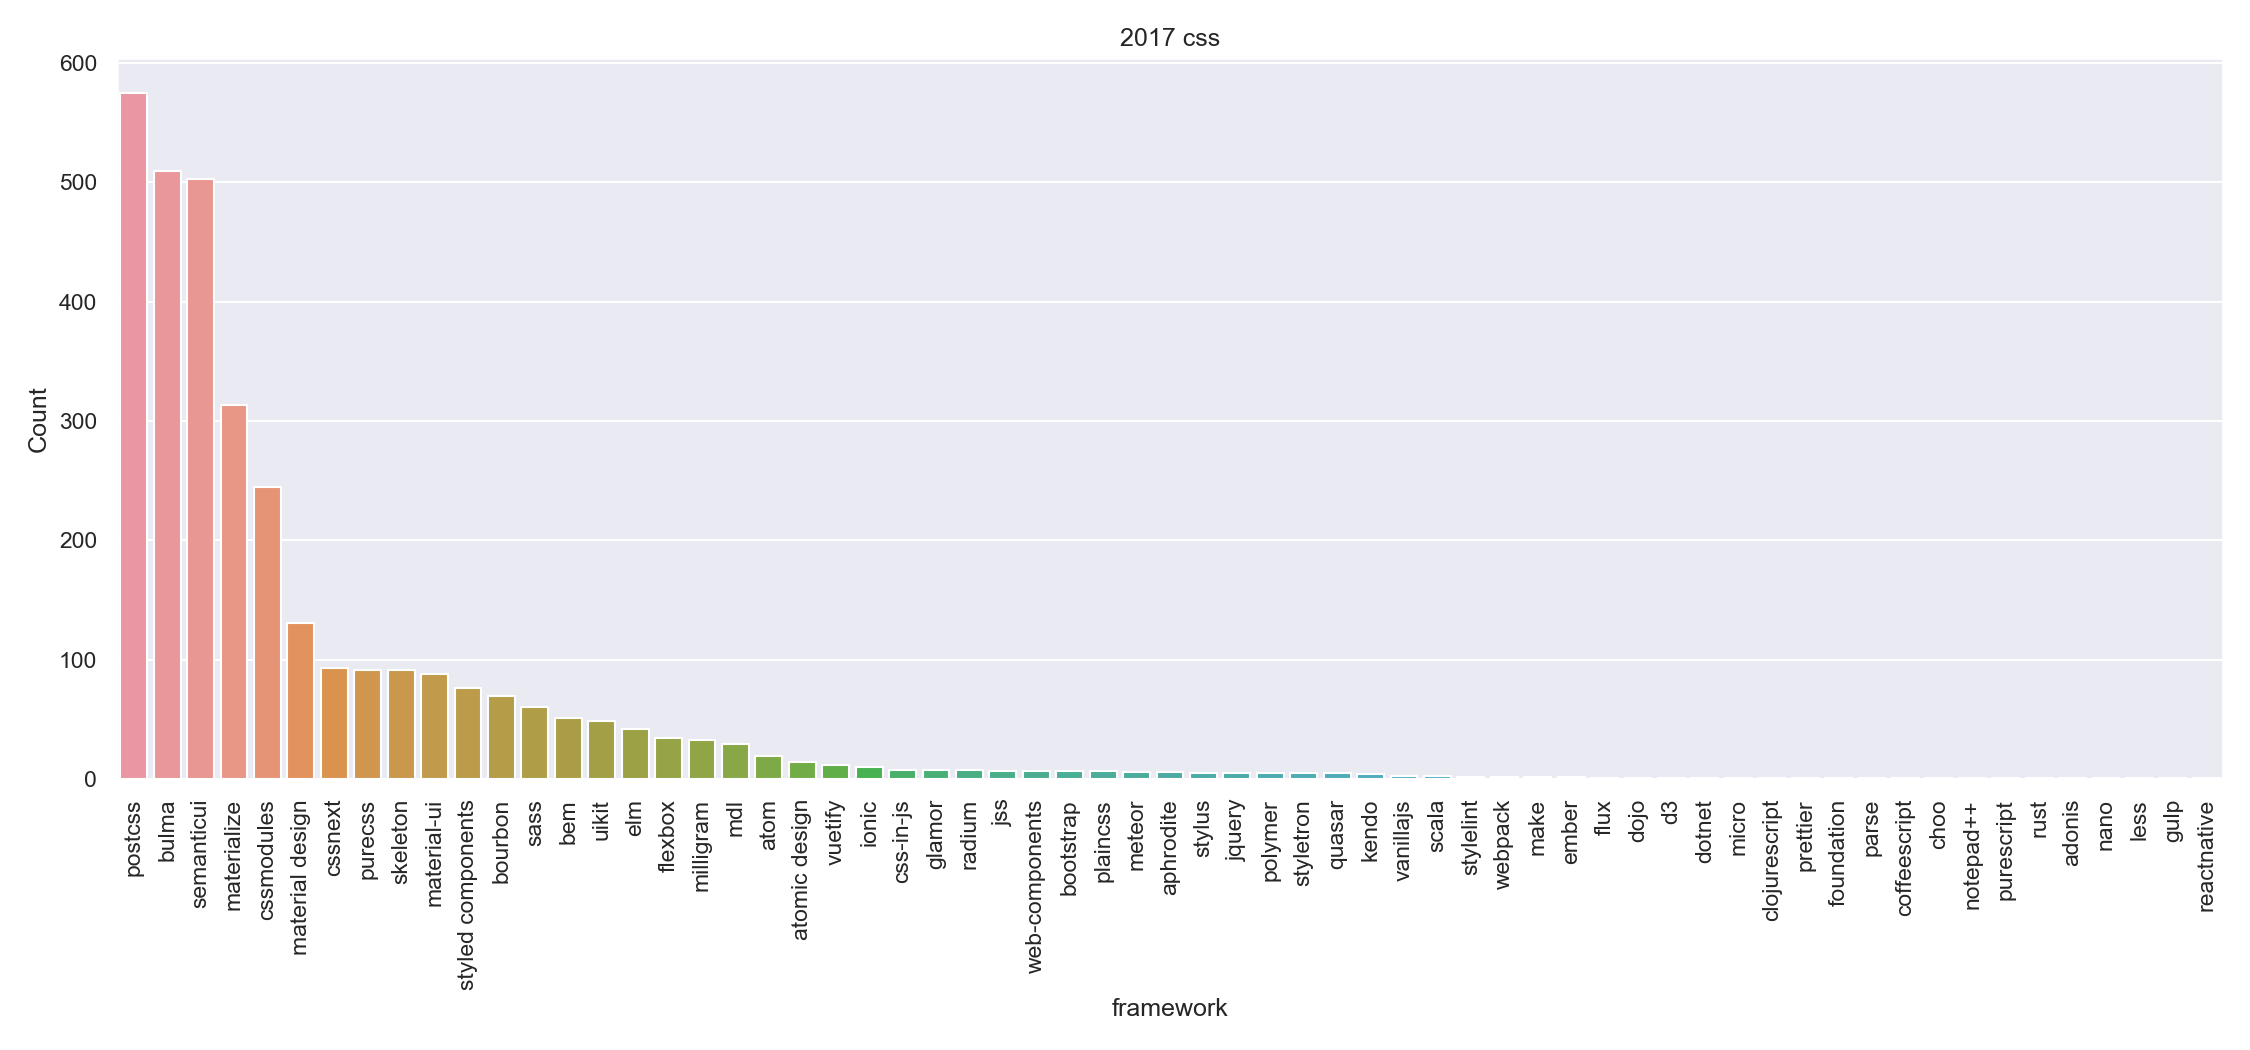 2017 css
600
500
400
300
200
100
0
Count
postcss
bulma
semanticui
materialize
cssmodules
material design
cssnext
purecss
skeleton
material-ui
styled components
bourbon
sass
bem
uikit
elm
flexbox
milligram
mdl
atom
atomic design
vuetify
ionic
css-in-js
glamor
radium
jss
web-components
bootstrap
plaincss
meteor
aphrodite
stylus
jquery
polymer
styletron
quasar
kendo
vanillajs
scala
stylelint
webpack
make
ember
flux
dojo
d3
dotnet
micro
clojurescript
prettier
foundation
parse
coffeescript
choo
notepad++
purescript
rust
adonis
nano
less
gulp
reactnative
framework